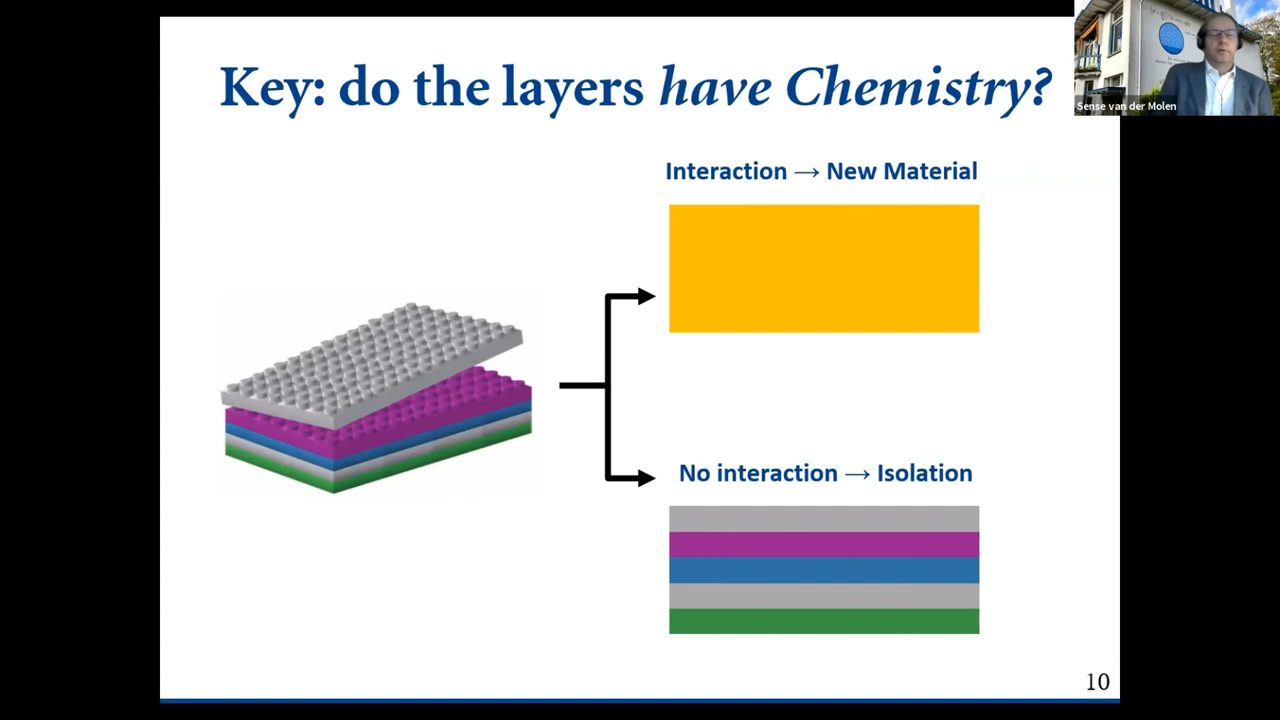 Key: do the layers have Chemistry?
Sense van der Molen
Interaction → New Material
No interaction → Isolation
10